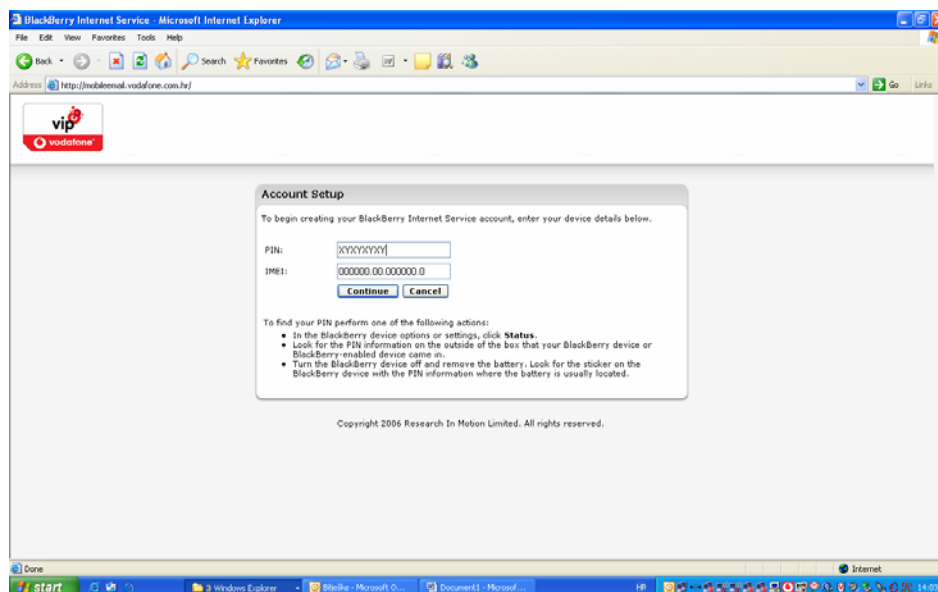 BlackBerry Internet Service - Microsoft Internet Explorer
File Edit View Favorites Tools Help
Back Search Favorites
Address http://mobileemail.vodafone.com.hr/ Go Links
vip
vodafone
Account Setup
To begin creating your BlackBerry Internet Service account, enter your device details below.
PIN: XYXYXYXY
IMEI: 000000.00.000000.0
Continue Cancel
To find your PIN perform one of the following actions:
• In the BlackBerry device options or settings, click Status.
• Look for the PIN information on the outside of the box that your BlackBerry device or
BlackBerry-enabled device came in.
• Turn the BlackBerry device off and remove the battery. Look for the sticker on the
BlackBerry device with the PIN information where the battery is usually located.
Copyright 2006 Research In Motion Limited. All rights reserved.
Done Internet
start 3 Windows Explorer Bilješke - Microsoft O... Document1 - Microsof... HR 14:03